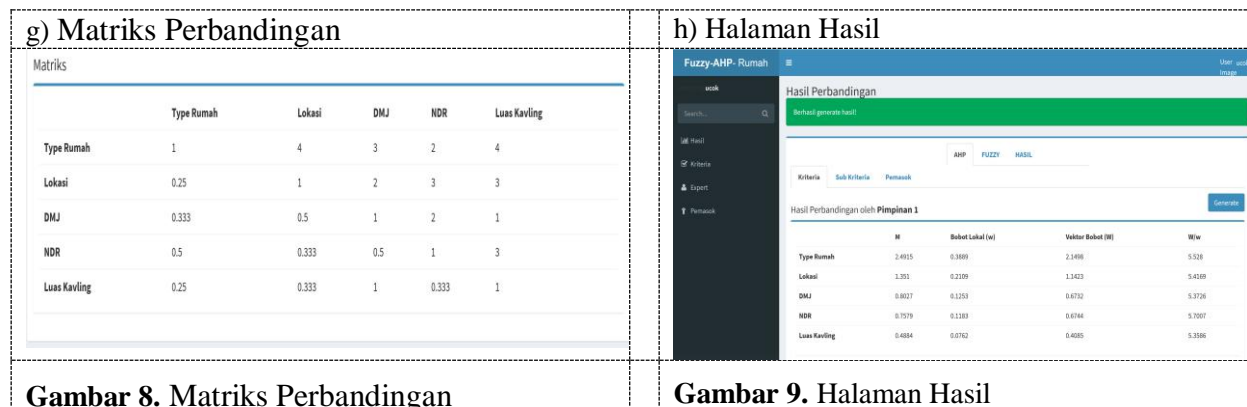 g) Matriks Perbandingan
Matriks
Type Rumah Lokasi DMJ NDR Luas Kavling
Type Rumah 1 4 3 2 4
Lokasi 0.25 1 2 3 3
DMJ 0.333 0.5 1 2 1
NDR 0.5 0.333 0.5 1 3
Luas Kavling 0.25 0.333 1 0.333 1
Gambar 8. Matriks Perbandingan
h) Halaman Hasil
Fuzzy-AHP- Rumah
User ucok
Image
ucok
Search...
Hasil
Kriteria
Expert
Pemasok
Hasil Perbandingan
Berhasil generate hasil!
AHP FUZZY HASIL
Kriteria Sub Kriteria Pemasok
Generate
Hasil Perbandingan oleh Pimpinan 1
M Bobot Lokal (w) Vektor Bobot (W) W/w
Type Rumah 2.4915 0.3889 2.1498 5.528
Lokasi 1.351 0.2109 1.1423 5.4169
DMJ 0.8027 0.1253 0.6732 5.3726
NDR 0.7579 0.1183 0.6744 5.7007
Luas Kavling 0.4884 0.0762 0.4085 5.3586
Gambar 9. Halaman Hasil